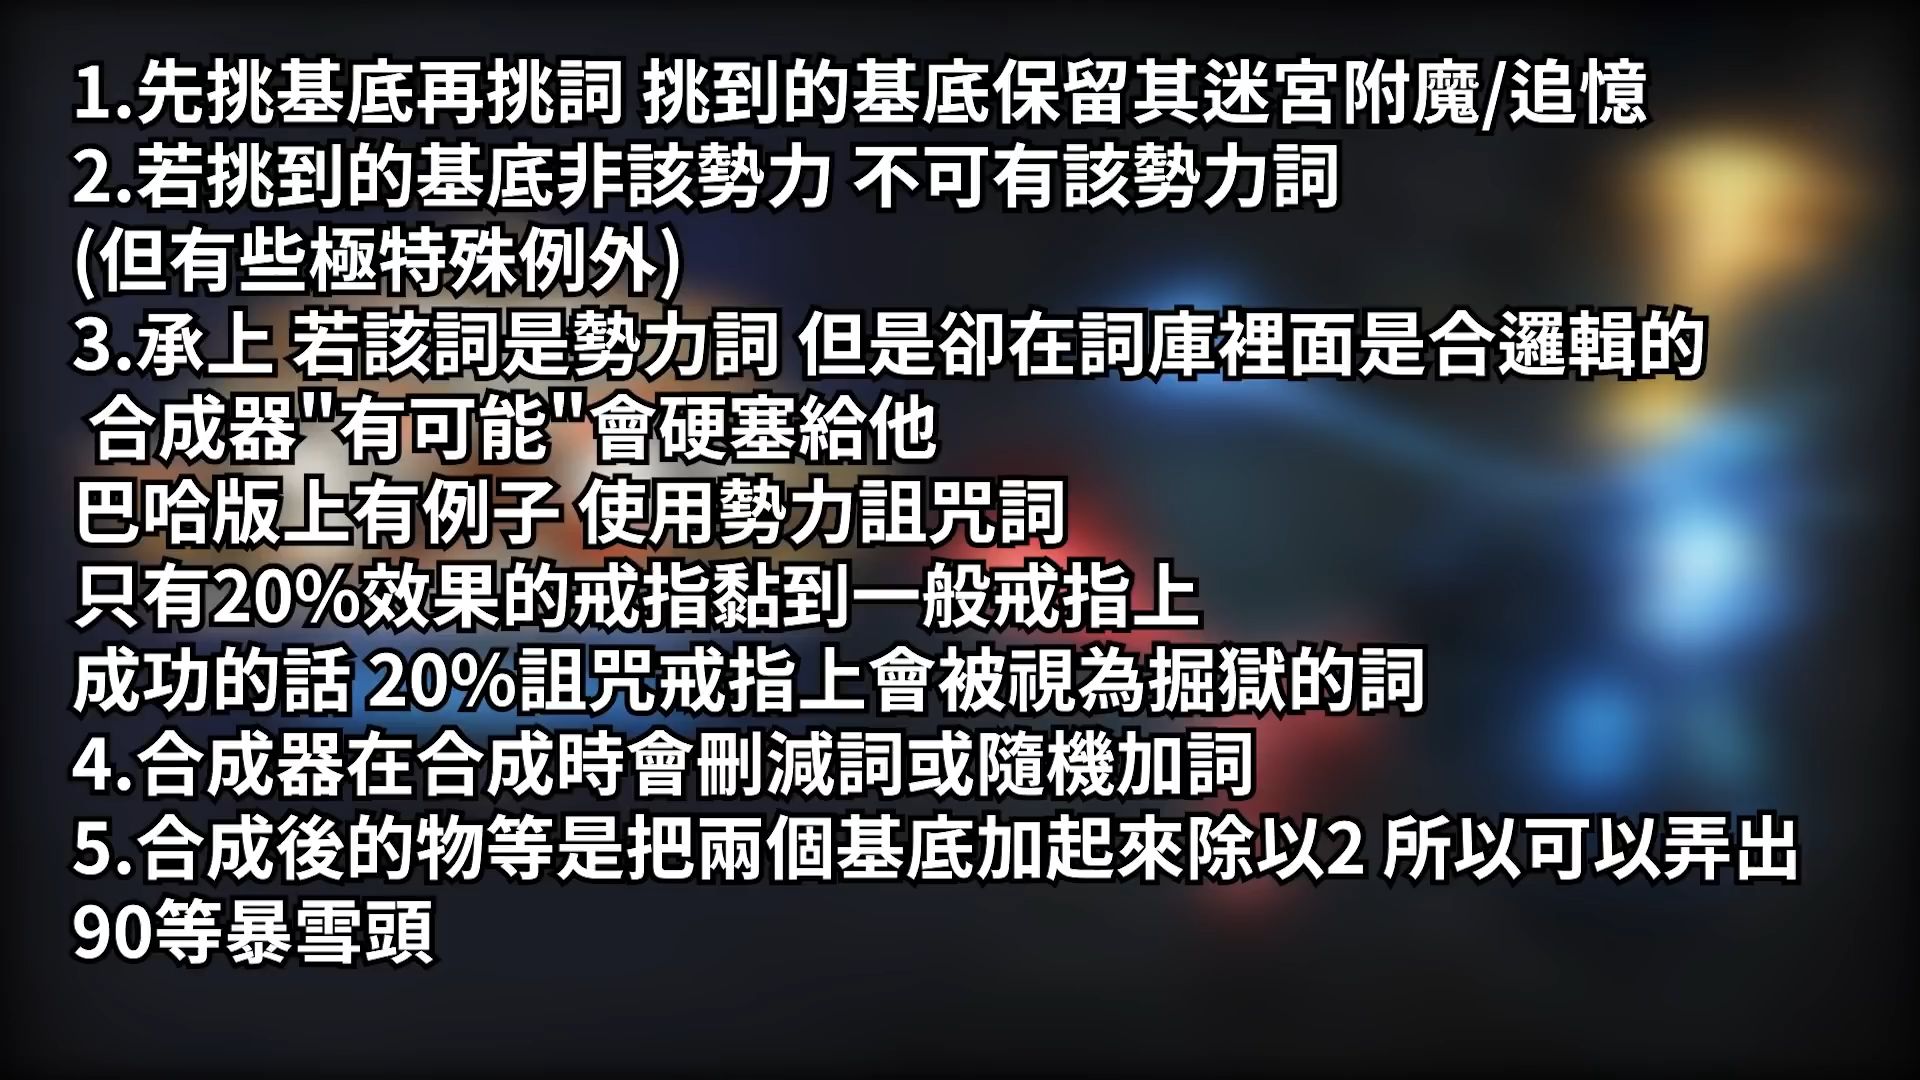 1.先挑基底再挑詞 挑到的基底保留其迷宮附魔/追憶
2.若挑到的基底非該勢力 不可有該勢力詞
(但有些極特殊例外)
3.承上 若該詞是勢力詞 但是卻在詞庫裡面是合邏輯的
合成器"有可能"會硬塞給他
巴哈版上有例子 使用勢力詛咒詞
只有20%效果的戒指黏到一般戒指上
成功的話 20%詛咒戒指上會被視為掘獄的詞
4.合成器在合成時會刪減詞或隨機加詞
5.合成後的物等是把兩個基底加起來除以2 所以可以弄出
90等暴雪頭